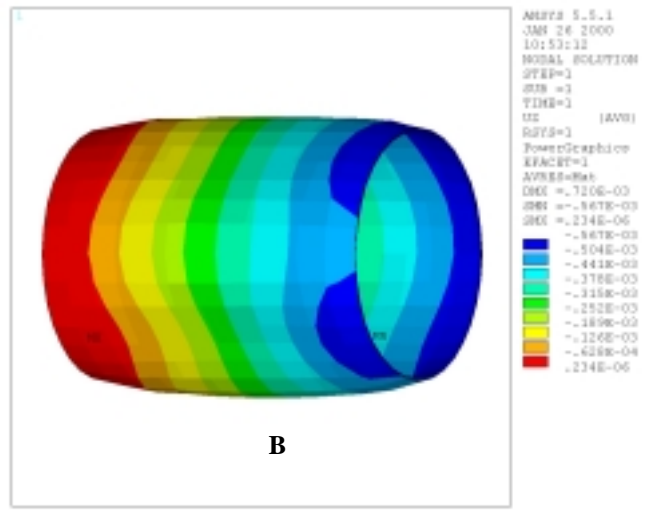 1
ANSYS 5.5.1
JAN 26 2000
10:53:12
NODAL SOLUTION
STEP=1
SUB =1
TIME=1
UZ (AVG)
RSYS=1
PowerGraphics
EFACET=1
AVRES=Mat
DMX =.720E-03
SMN =-.567E-03
SMX =.234E-06
-.567E-03
-.504E-03
-.441E-03
-.378E-03
-.315E-03
-.252E-03
-.189E-03
-.126E-03
-.628E-04
.234E-06
MX
MN
B